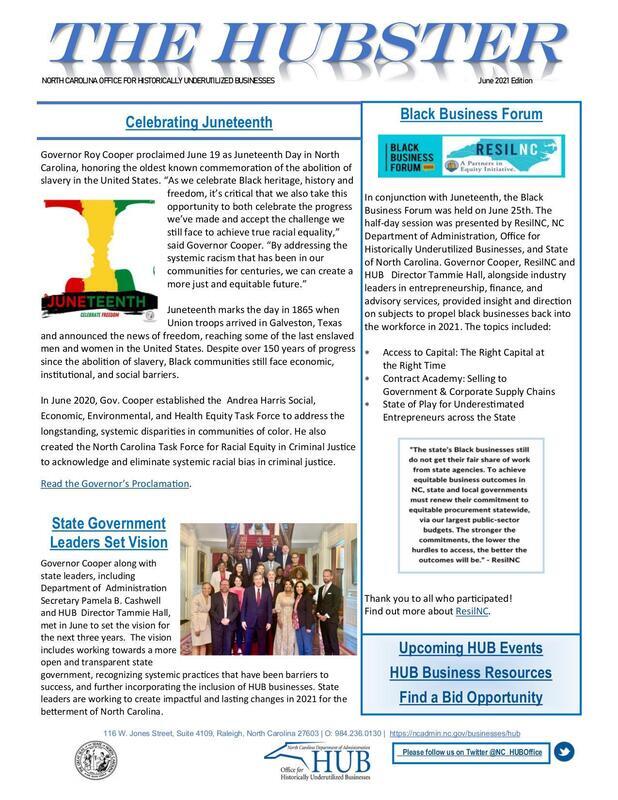 THE HUBSTER
NORTH CAROLINA OFFICE FOR HISTORICALLY UNDERUTILIZED BUSINESSES
June 2021 Edition
Celebrating Juneteenth
Governor Roy Cooper proclaimed June 19 as Juneteenth Day in North
Carolina, honoring the oldest known commemoration of the abolition of
slavery in the United States. “As we celebrate Black heritage, history and
freedom, it’s critical that we also take this
opportunity to both celebrate the progress
we’ve made and accept the challenge we
still face to achieve true racial equality,”
said Governor Cooper. “By addressing the
systemic racism that has been in our
communities for centuries, we can create a
more just and equitable future.”
JUNETEENTH
CELEBRATE FREEDOM
Juneteenth marks the day in 1865 when
Union troops arrived in Galveston, Texas
and announced the news of freedom, reaching some of the last enslaved
men and women in the United States. Despite over 150 years of progress
since the abolition of slavery, Black communities still face economic,
institutional, and social barriers.
In June 2020, Gov. Cooper established the Andrea Harris Social,
Economic, Environmental, and Health Equity Task Force to address the
longstanding, systemic disparities in communities of color. He also
created the North Carolina Task Force for Racial Equity in Criminal Justice
to acknowledge and eliminate systemic racial bias in criminal justice.
Read the Governor’s Proclamation.
State Government
Leaders Set Vision
Governor Cooper along with
state leaders, including
Department of Administration
Secretary Pamela B. Cashwell
and HUB Director Tammie Hall,
met in June to set the vision for
the next three years. The vision
includes working towards a more
open and transparent state
government, recognizing systemic practices that have been barriers to
success, and further incorporating the inclusion of HUB businesses. State
leaders are working to create impactful and lasting changes in 2021 for the
betterment of North Carolina.
Black Business Forum
BLACK
BUSINESS
FORUM
RESILNC
A Partners in
Equity Initiative.
In conjunction with Juneteenth, the Black
Business Forum was held on June 25th. The
half-day session was presented by ResilNC, NC
Department of Administration, Office for
Historically Underutilized Businesses, and State
of North Carolina. Governor Cooper, ResilNC and
HUB Director Tammie Hall, alongside industry
leaders in entrepreneurship, finance, and
advisory services, provided insight and direction
on subjects to propel black businesses back into
the workforce in 2021. The topics included:
• Access to Capital: The Right Capital at
the Right Time
• Contract Academy: Selling to
Government & Corporate Supply Chains
• State of Play for Underestimated
Entrepreneurs across the State
"The state's Black businesses still
do not get their fair share of work
from state agencies. To achieve
equitable business outcomes in
NC, state and local governments
must renew their commitment to
equitable procurement statewide,
via our largest public-sector
budgets. The stronger the
commitments, the lower the
hurdles to access, the better the
outcomes will be." - ResilNC
Thank you to all who participated!
Find out more about ResilNC.
Upcoming HUB Events
HUB Business Resources
Find a Bid Opportunity
116 W. Jones Street, Suite 4109, Raleigh, North Carolina 27603 | O: 984.236.0130 | https://ncadmin.nc.gov/businesses/hub
North Carolina Department of Administration
Office for
HUB
Historically Underutilized Businesses
Please follow us on Twitter @NC_HUBOffice